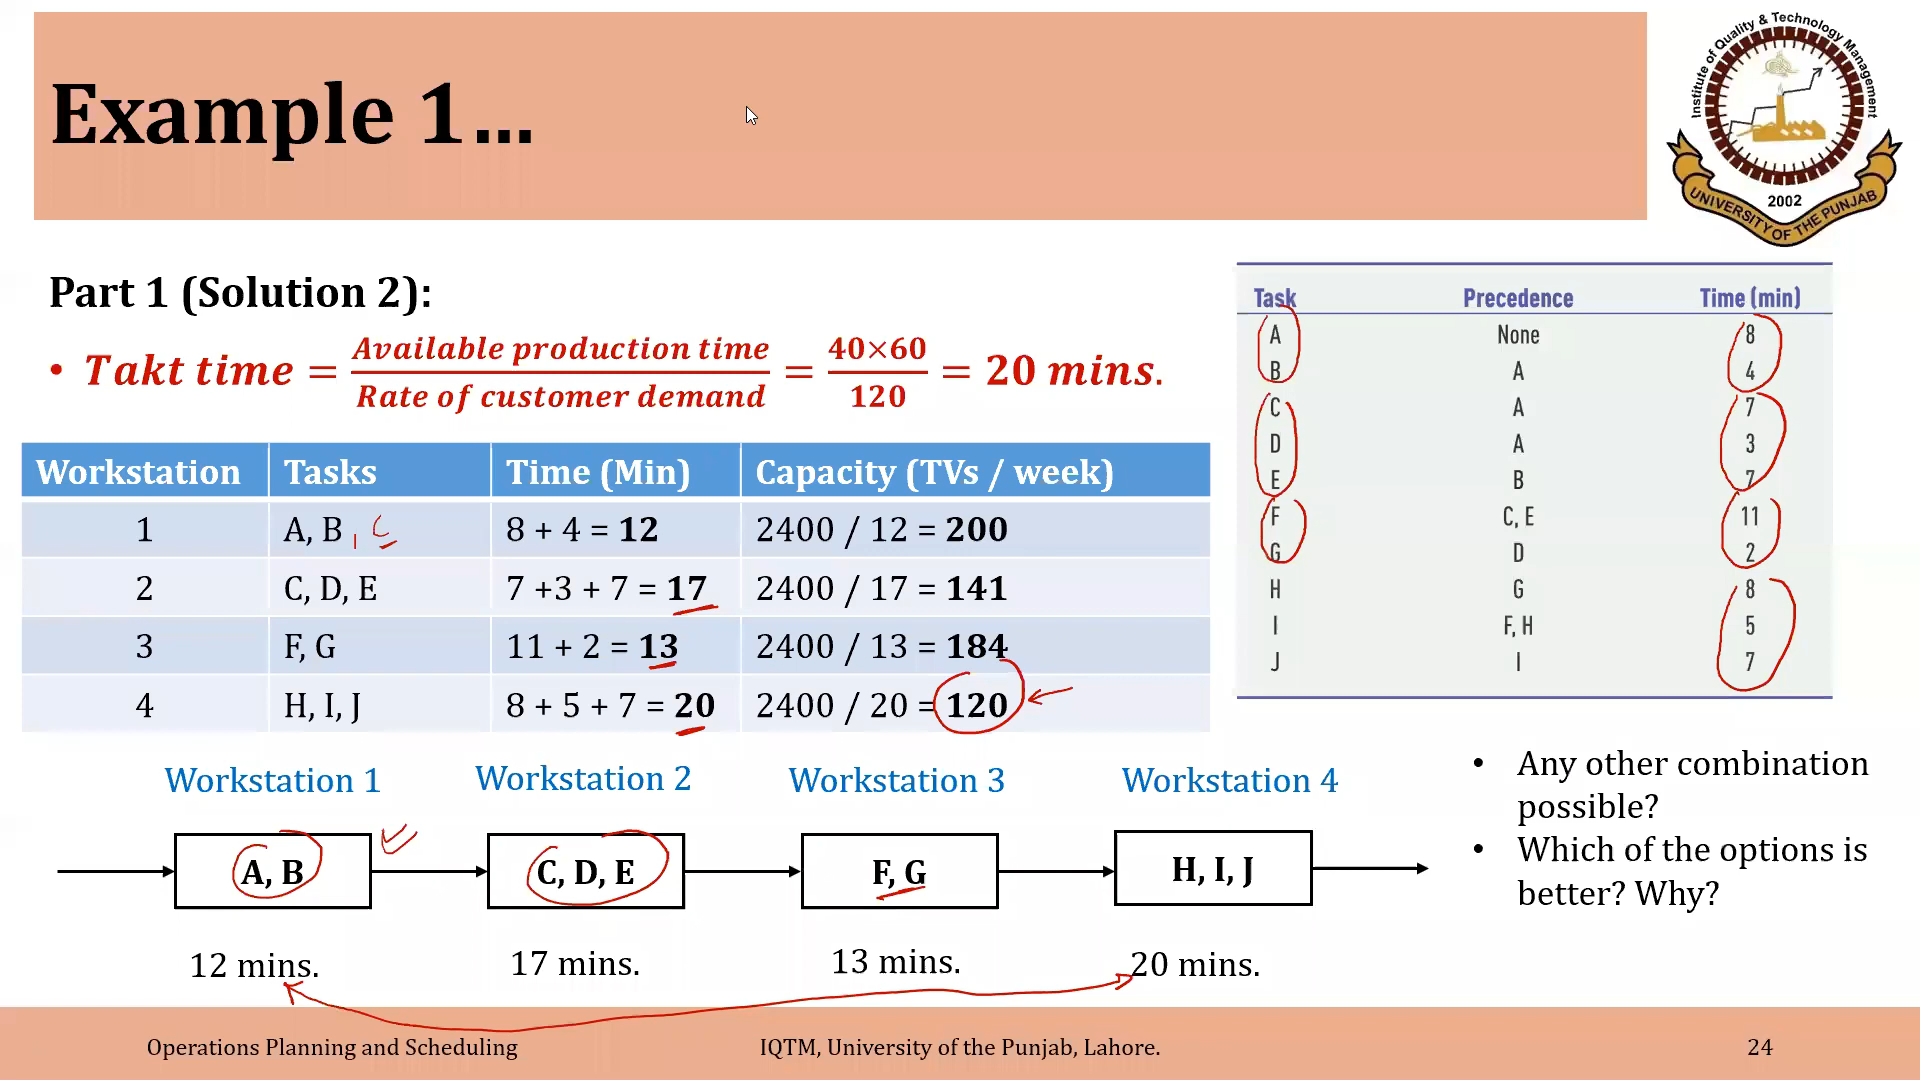 Example 1...
Institute of Quality & Technology Management
2002
UNIVERSITY OF THE PUNJAB
Part 1 (Solution 2):
• Takt time = Available production time / Rate of customer demand = 40×60 / 120 = 20 mins.
Task Precedence Time (min)
A None 8
B A 4
C A 7
D A 3
E B 7
F C, E 11
G D 2
H G 8
I F, H 5
J I 7
Workstation Tasks Time (Min) Capacity (TVs / week)
1 A, B , C 8 + 4 = 12 2400 / 12 = 200
2 C, D, E 7 +3 + 7 = 17 2400 / 17 = 141
3 F, G 11 + 2 = 13 2400 / 13 = 184
4 H, I, J 8 + 5 + 7 = 20 2400 / 20 = 120
Workstation 1 Workstation 2 Workstation 3 Workstation 4
A, B C, D, E F, G H, I, J
12 mins. 17 mins. 13 mins. 20 mins.
• Any other combination
possible?
• Which of the options is
better? Why?
Operations Planning and Scheduling IQTM, University of the Punjab, Lahore. 24